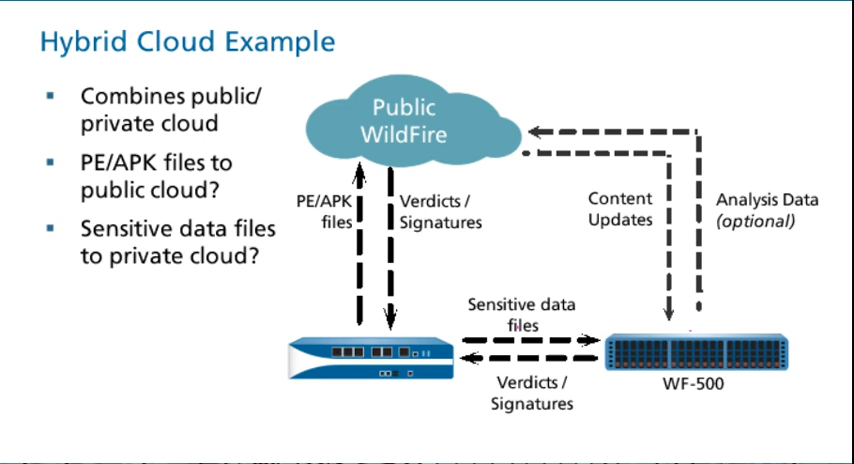 Hybrid Cloud Example
▪ Combines public/
private cloud
▪ PE/APK files to
public cloud?
▪ Sensitive data files
to private cloud?
Public
WildFire
PE/APK
files
Verdicts /
Signatures
Content
Updates
Analysis Data
(optional)
Sensitive data
files
Verdicts /
Signatures
WF-500